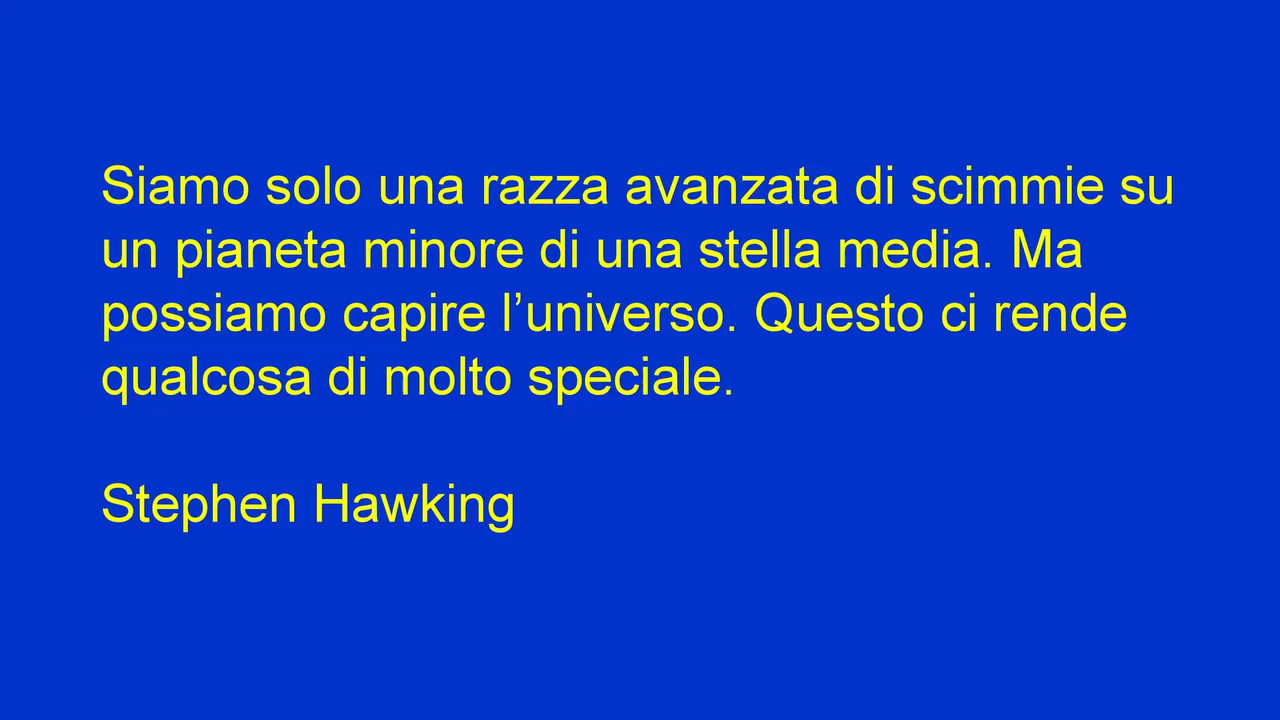 Siamo solo una razza avanzata di scimmie su
un pianeta minore di una stella media. Ma
possiamo capire l’universo. Questo ci rende
qualcosa di molto speciale.
Stephen Hawking